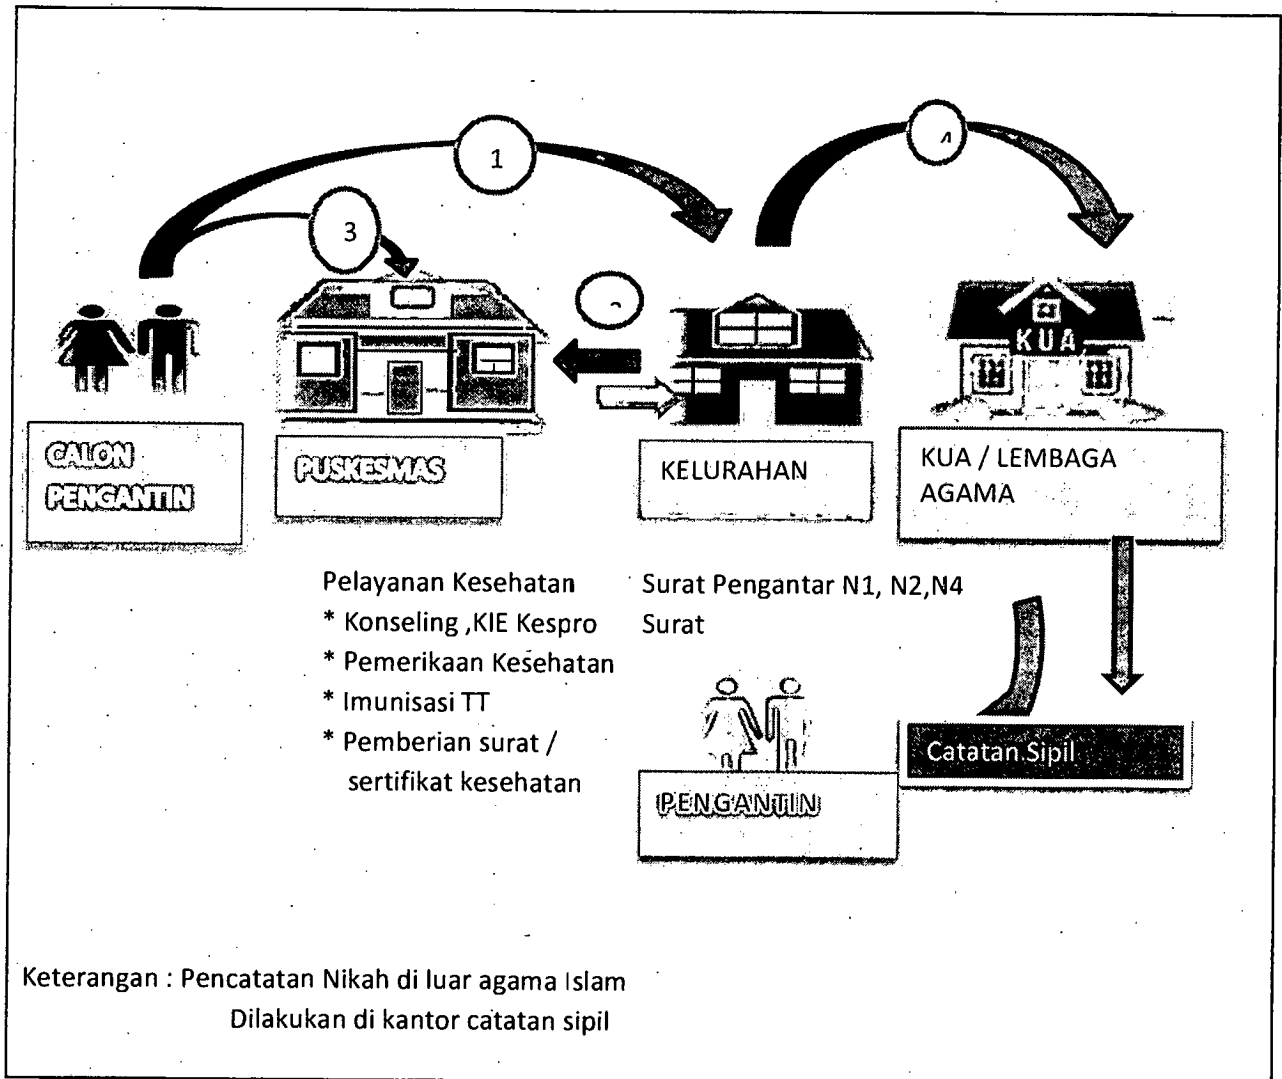 1
3
KUA
CALON
PENGANTIN
PUSKESMAS
KELURAHAN
KUA / LEMBAGA
AGAMA
Pelayanan Kesehatan
* Konseling ,KIE Kespro
* Pemerikaan Kesehatan
* Imunisasi TT
* Pemberian surat /
sertifikat kesehatan
Surat Pengantar N1, N2,N4
Surat
PENGANTIN
Catatan Sipil
Keterangan : Pencatatan Nikah di luar agama Islam
Dilakukan di kantor catatan sipil